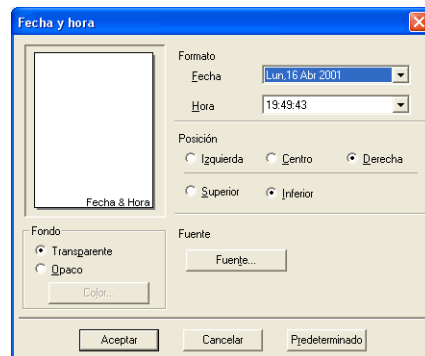 Fecha y hora
Formato
Fecha
Lun,16 Abr 2001
Hora
19:49:43
Posición
Izquierda
Centro
Derecha
Superior
Inferior
Fecha & Hora
Fondo
Transparente
Opaco
Color...
Fuente
Fuente...
Aceptar
Cancelar
Predeterminado